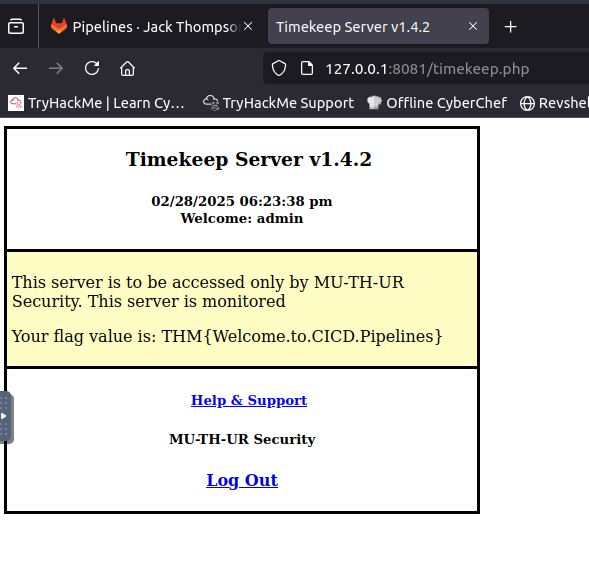 Pipelines · Jack Thompso
Timekeep Server v1.4.2
127.0.0.1:8081/timekeep.php
TryHackMe | Learn Cy...
TryHackMe Support
Offline CyberChef
Revshel
Timekeep Server v1.4.2
02/28/2025 06:23:38 pm
Welcome: admin
This server is to be accessed only by MU-TH-UR
Security. This server is monitored
Your flag value is: THM{Welcome.to.CICD.Pipelines}
Help & Support
MU-TH-UR Security
Log Out